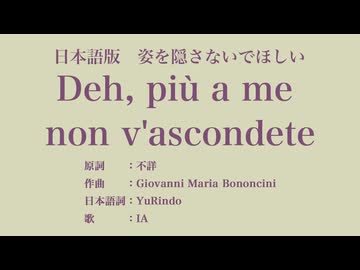 日本語版　姿を隠さないでほしい
Deh, più a me
non v'ascondete
原詞　　：不詳
作曲　　：Giovanni Maria Bononcini
日本語詞：YuRindo
歌　　　：IA